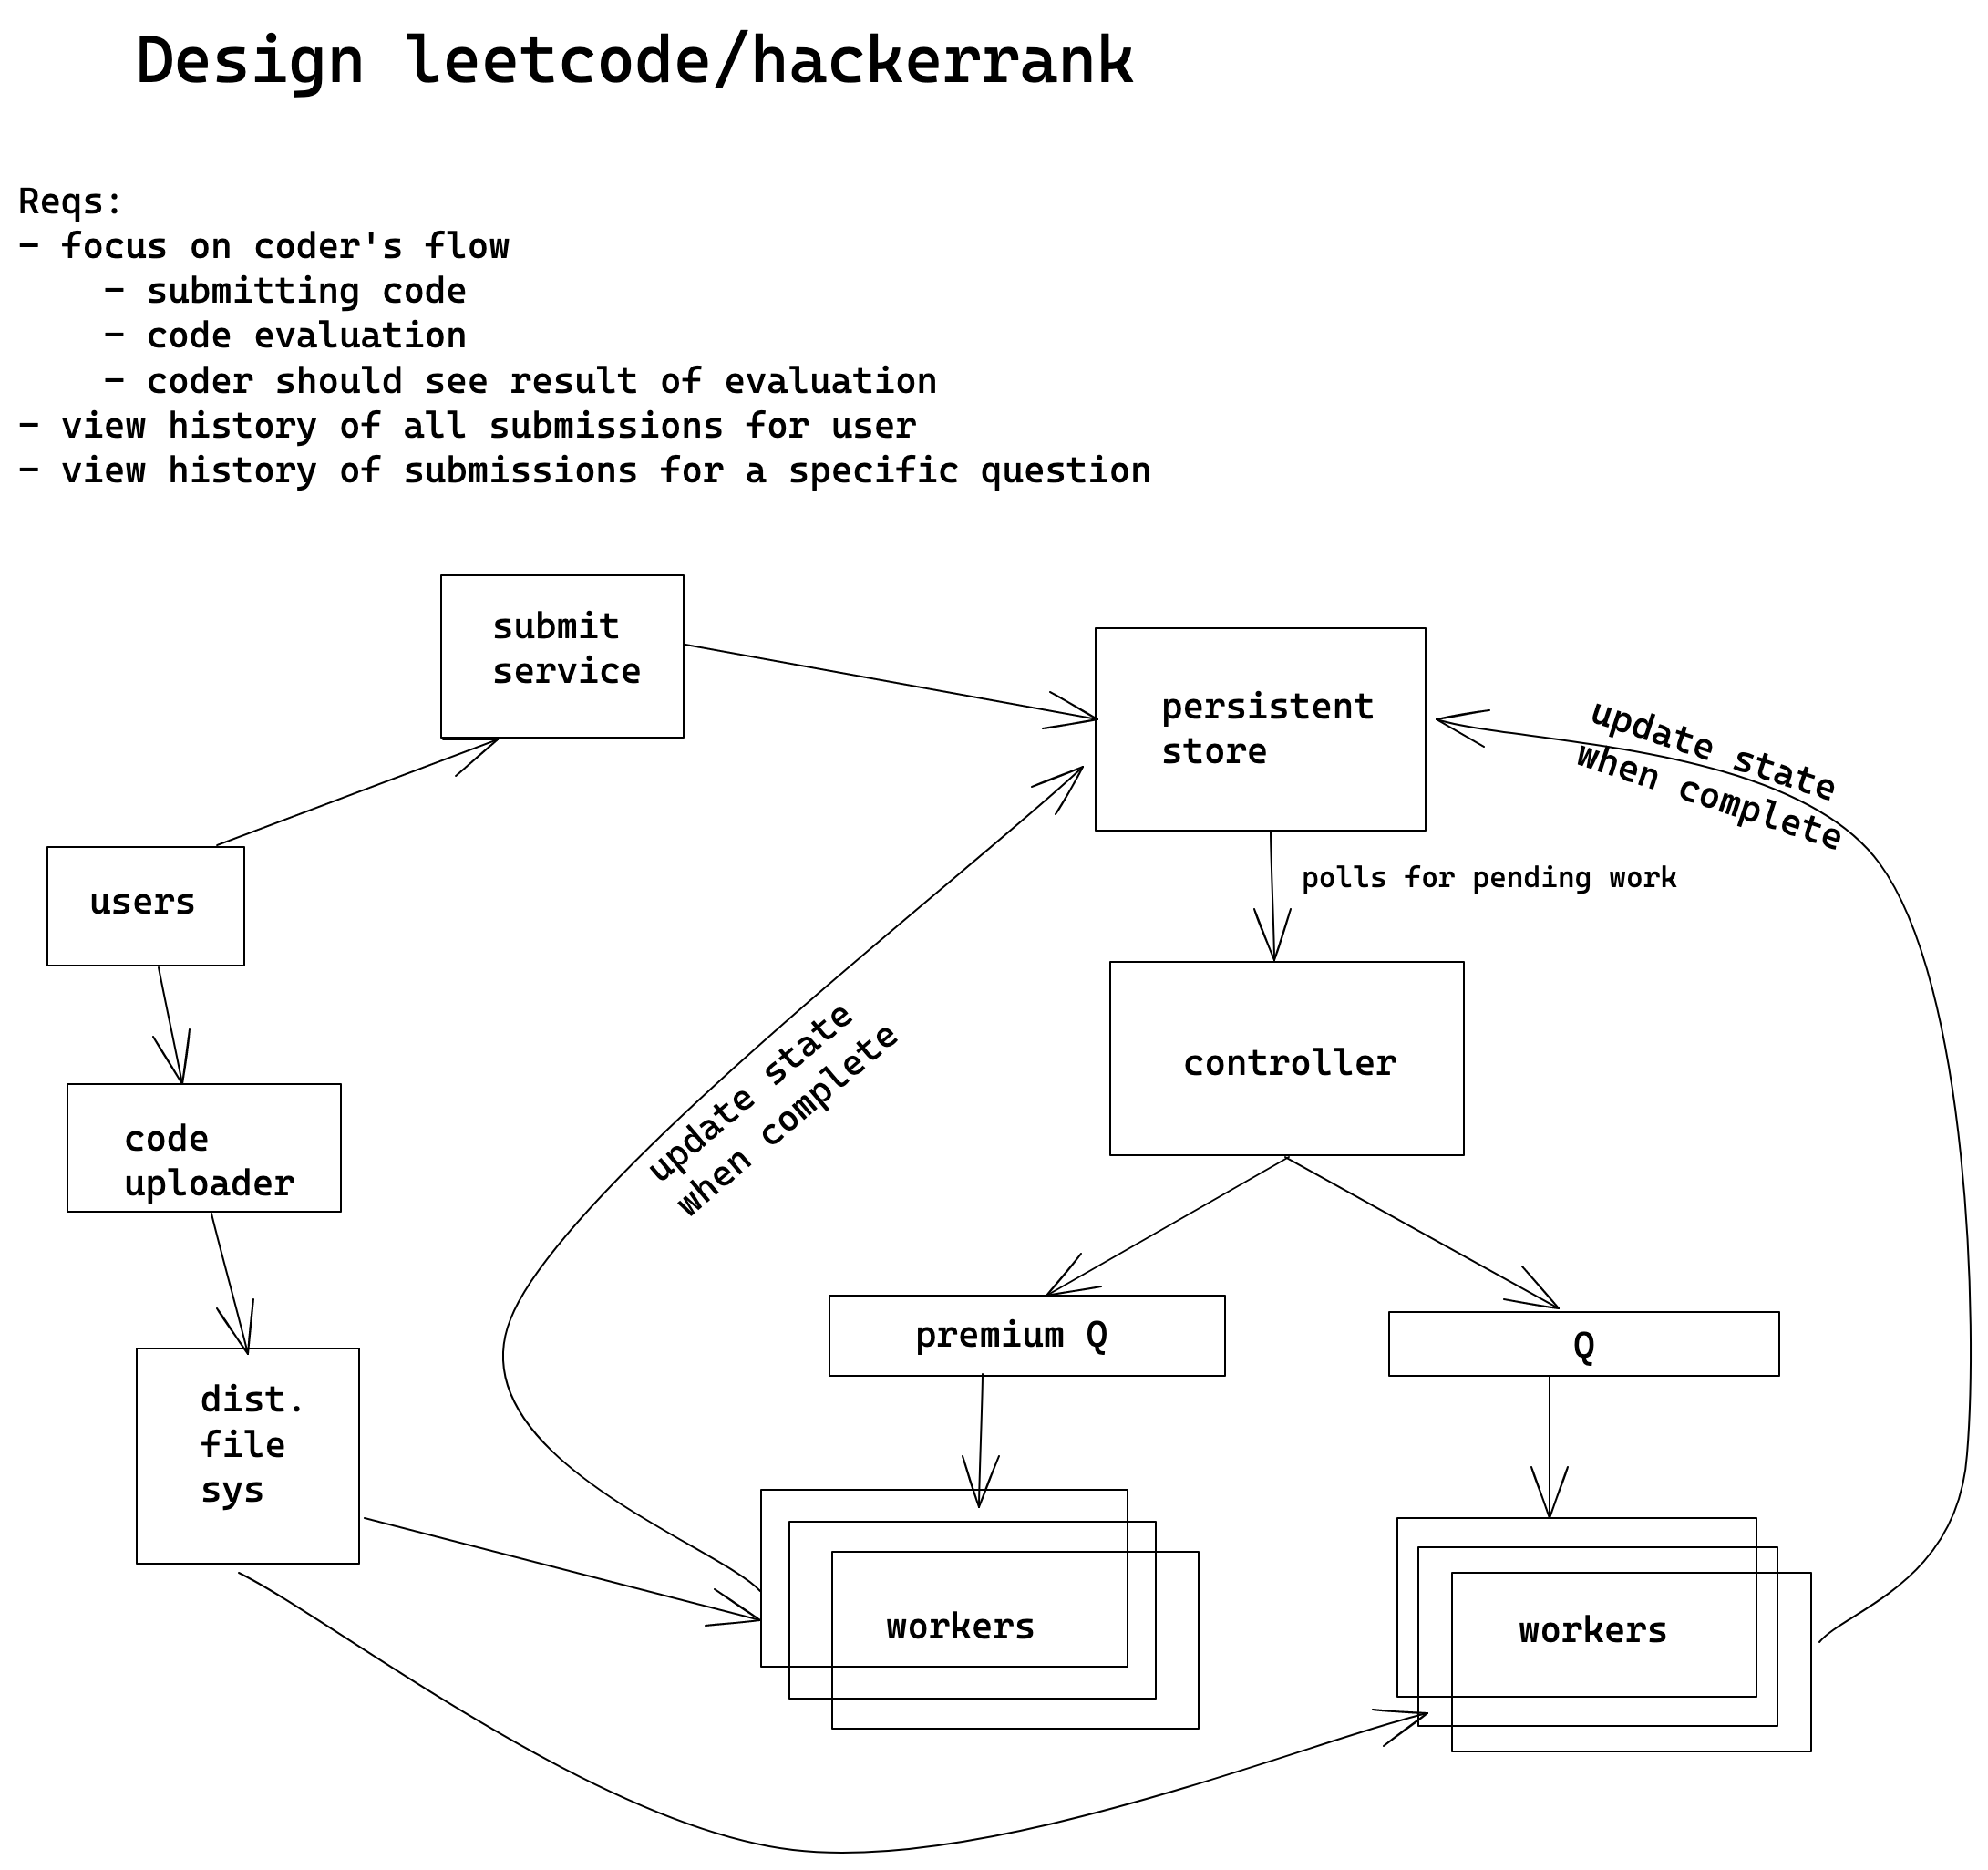 Design leetcode/hackerrank
Reqs:
- focus on coder's flow
- submitting code
- code evaluation
- coder should see result of evaluation
- view history of all submissions for user
- view history of submissions for a specific question
submit
service
persistent
store
update state
when complete
users
polls for pending work
controller
update state
when complete
code
uploader
premium Q
Q
dist.
file
sys
workers
workers